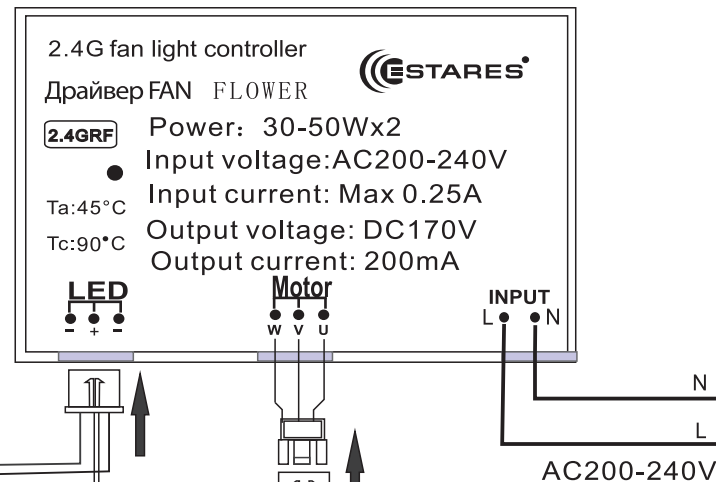 2.4G fan light controller
ESTARES
Драйвер FAN FLOWER
2.4GRF
Power: 30-50Wx2
Input voltage:AC200-240V
Input current: Max 0.25A
Ta:45°C
Output voltage: DC170V
Tc:90°C
Output current: 200mA
LED
Motor
INPUT
L N
- + -
W V U
N
L
AC200-240V